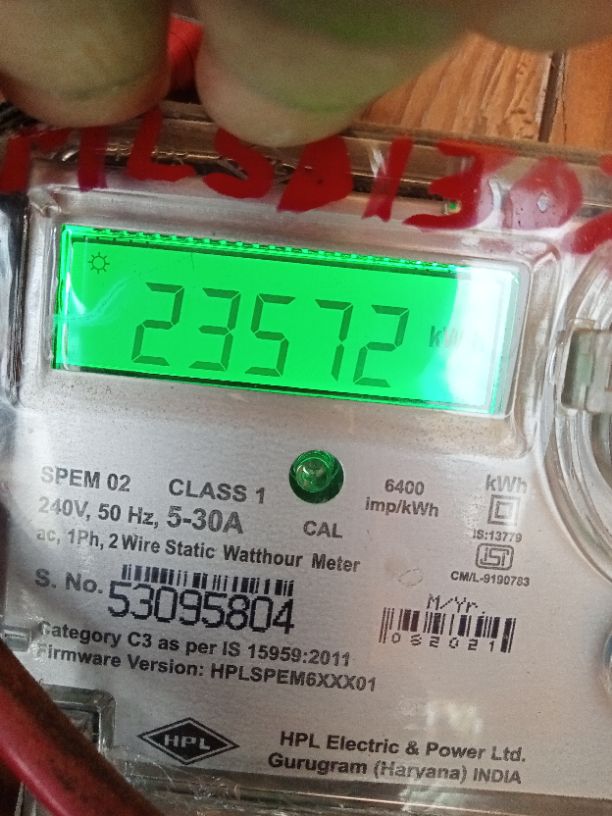 MLSD130
23572 kWh
SPEM 02 CLASS 1 6400 imp/kWh kWh
240V, 50 Hz, 5-30A CAL IS:13779
ac, 1Ph, 2 Wire Static Watthour Meter
CM/L-9190783
S. No. 53095804 M/Yr.
082021
Category C3 as per IS 15959:2011
Firmware Version: HPLSPEM6XXX01
HPL HPL Electric & Power Ltd.
Gurugram (Haryana) INDIA